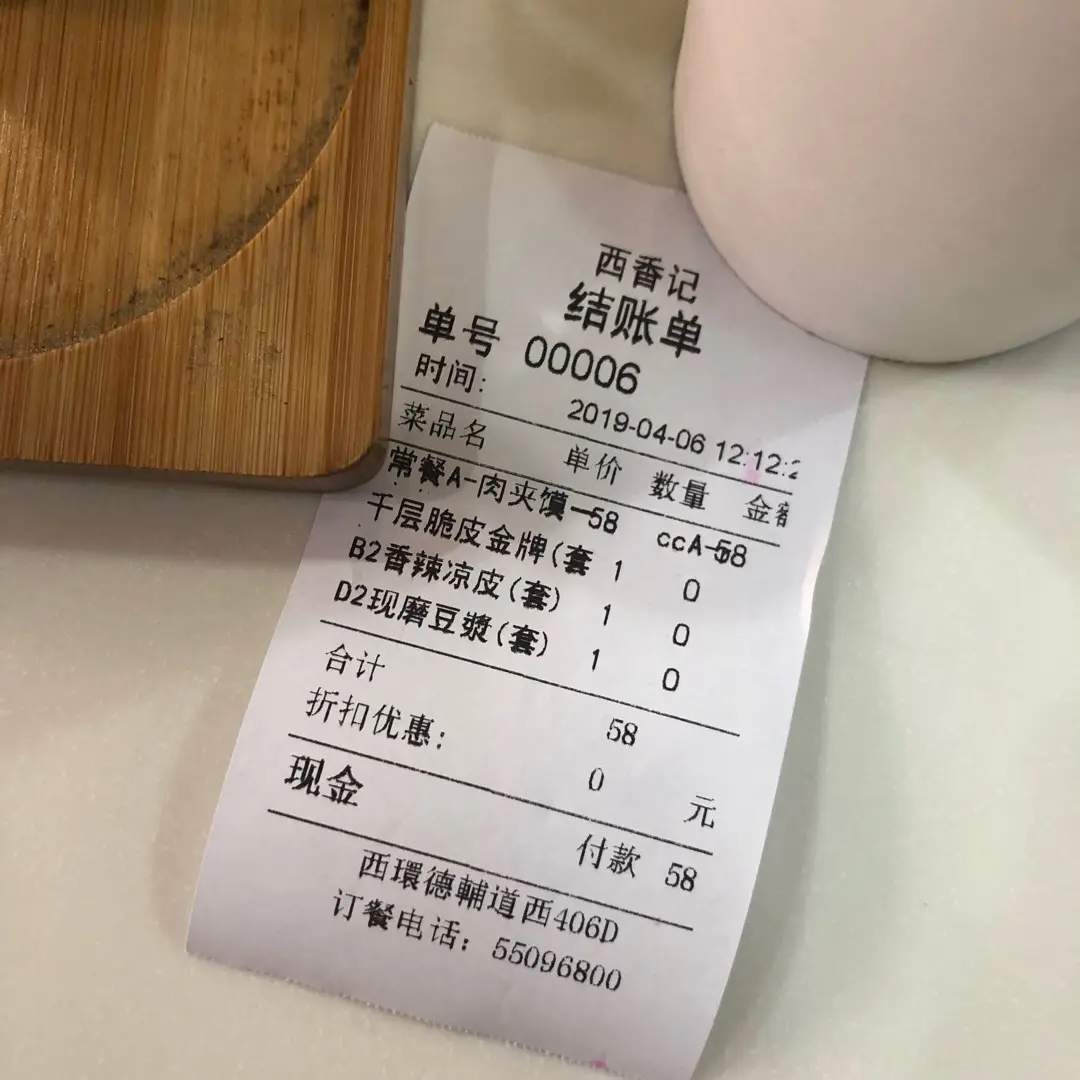 西香记
结账单
单号 00006
时间: 2019-04-06 12:12:2
菜品名 单价 数量 金额
常餐A-肉夹馍-58 ccA-58
千层脆皮金牌(套 1 0
B2香辣凉皮(套) 1 0
D2现磨豆漿(套) 1 0
合计 58
折扣优惠: 0 元
现金 付款 58
西環德輔道西406D
订餐电话: 55096800